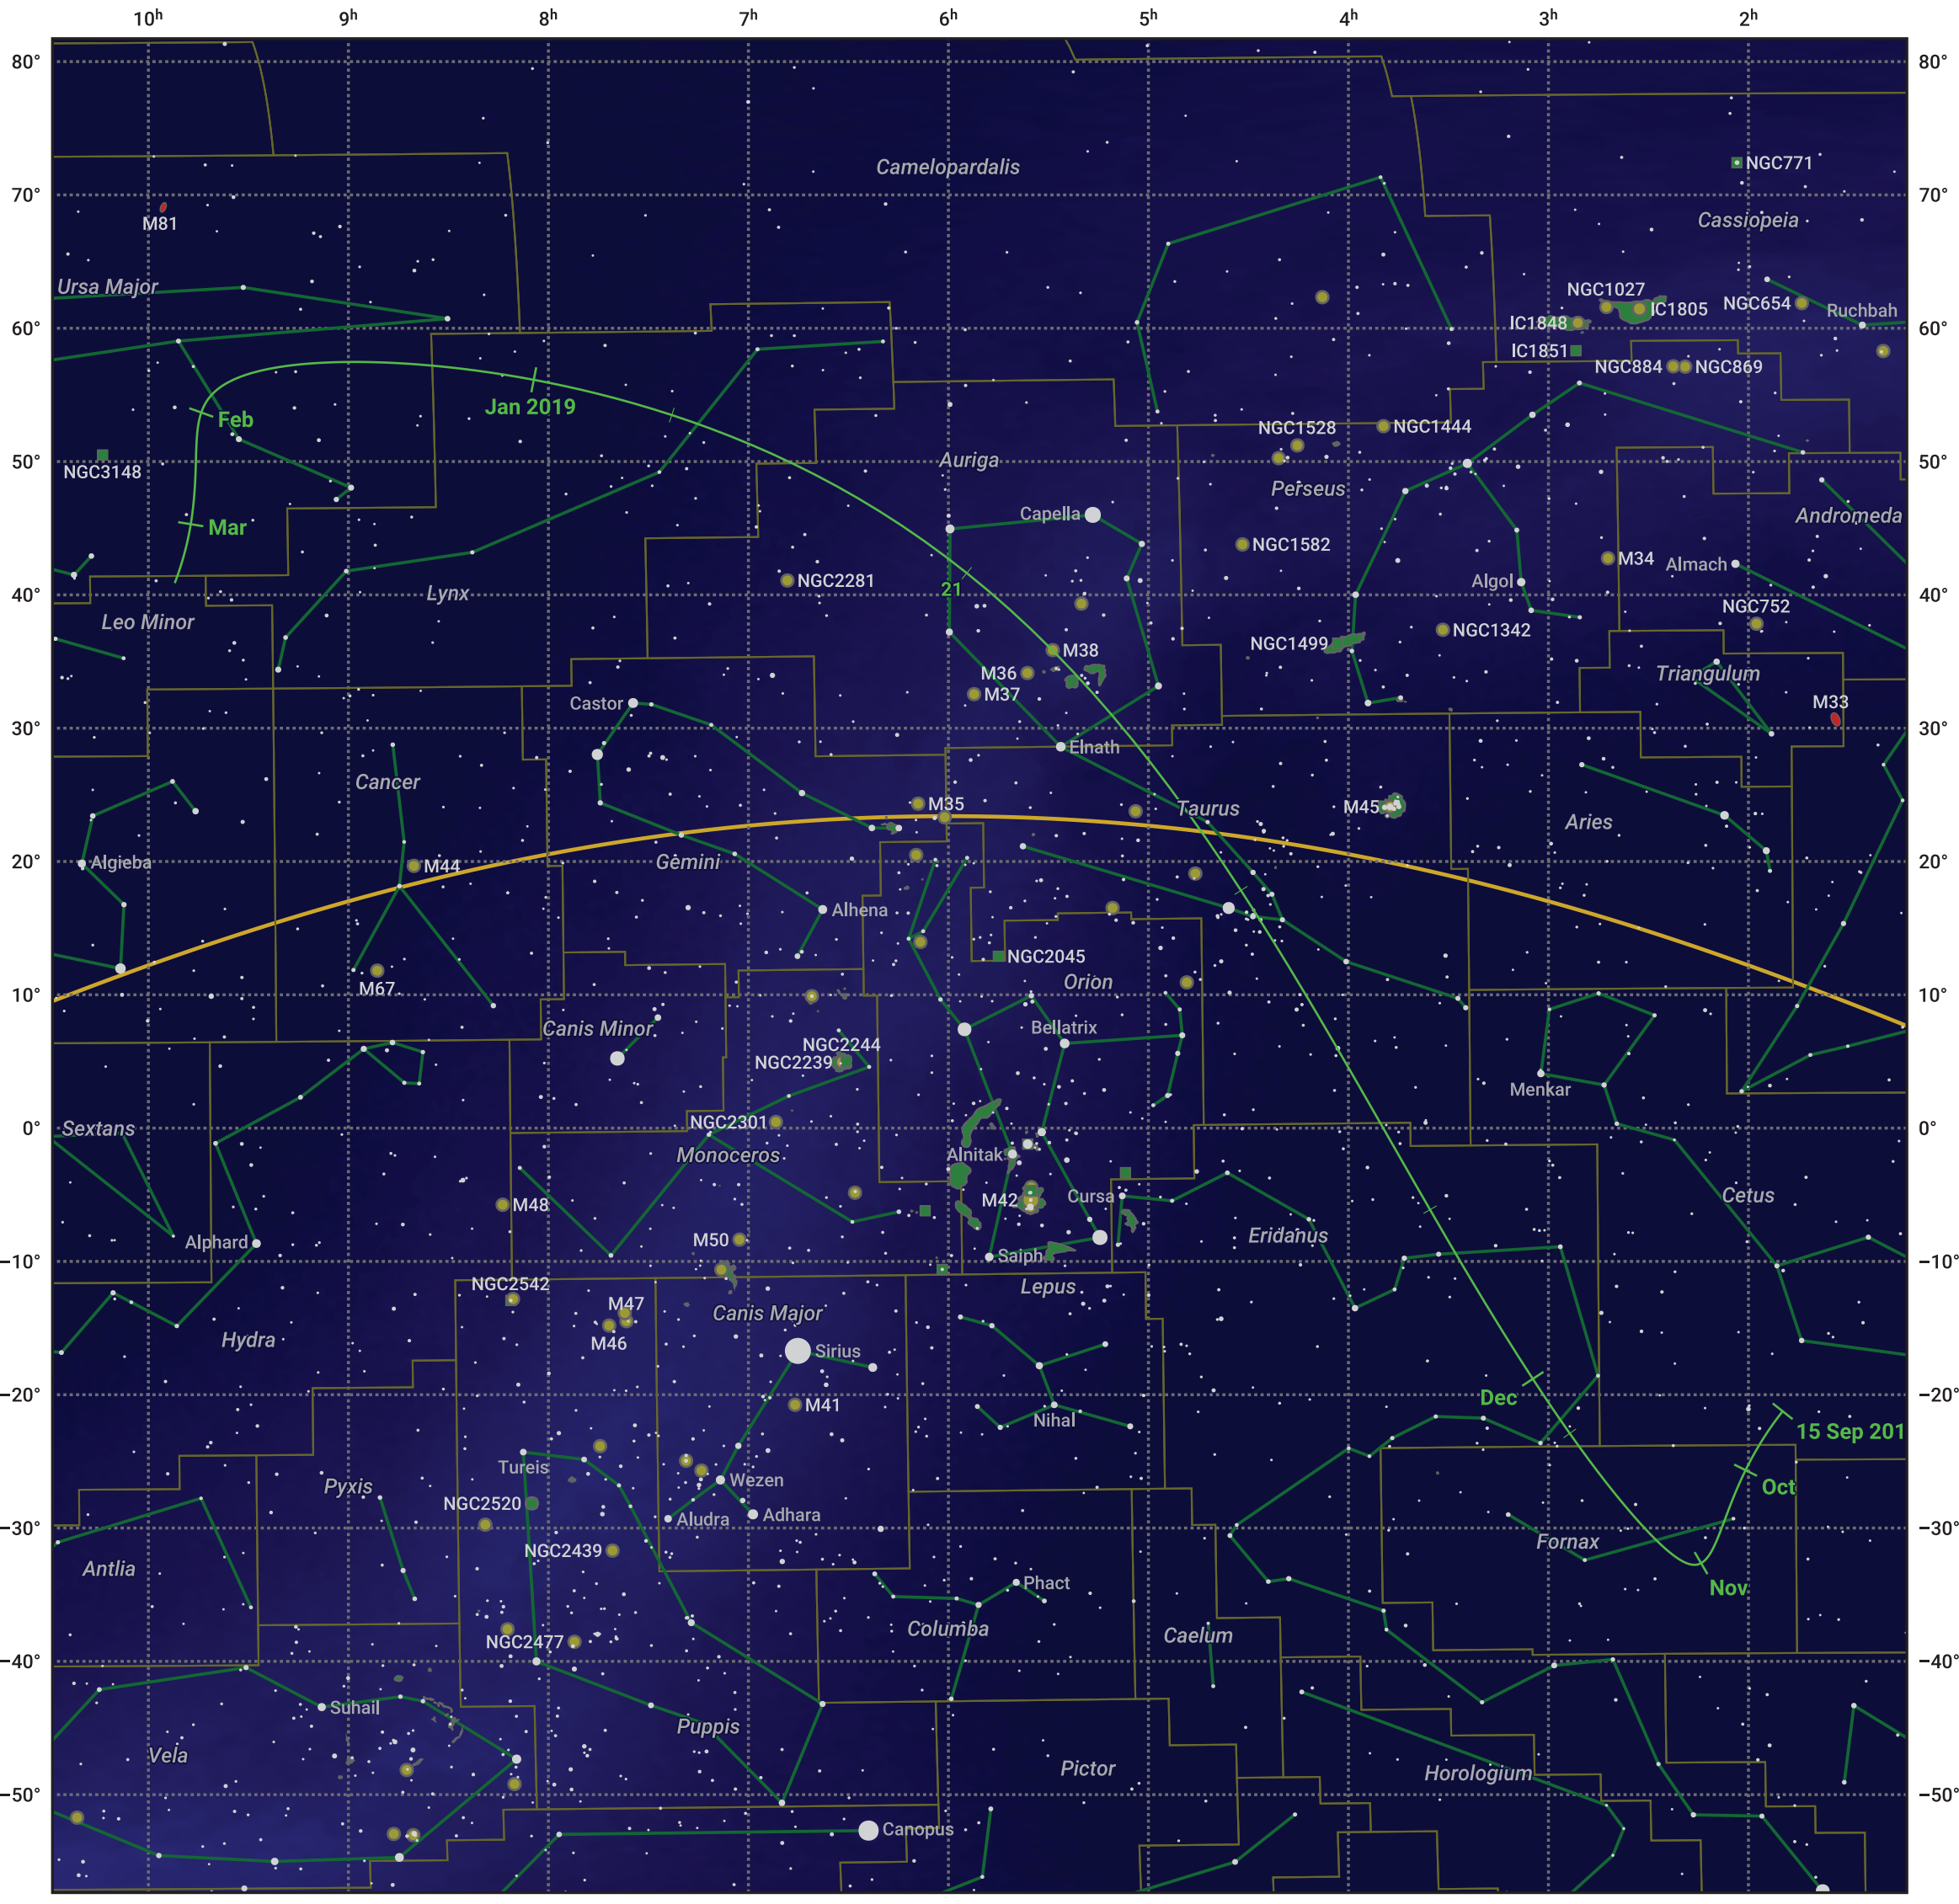 10h 9h 8h 7h 6h 5h 4h 3h 2h
80° 80°
Camelopardalis
NGC771
70° 70°
M81
Cassiopeia
Ursa Major
NGC1027
NGC654
IC1805
Ruchbah
IC1848
60° 60°
IC1851
NGC884
NGC869
Jan 2019
Feb
NGC1528
NGC1444
Auriga
50° 50°
NGC3148
Perseus
Capella
Andromeda
Mar
NGC1582
M34
Almach
NGC2281
Algol
21
Lynx
40° 40°
NGC752
Leo Minor
NGC1342
NGC1499
M38
M36
Triangulum
M37
Castor
M33
30° 30°
Elnath
Cancer
M35
M45
Taurus
Aries
Algieba
M44
Gemini
20° 20°
Alhena
NGC2045
Orion
M67
10° 10°
Canis Minor
Bellatrix
NGC2244
NGC2239
Menkar
NGC2301
Sextans
0° 0°
Monoceros
Alnitak
M48
M42
Cursa
Cetus
Alphard
M50
Eridanus
Saiph
−10° −10°
NGC2542
Lepus
M47
Canis Major
Hydra
M46
Sirius
−20° −20°
Dec
M41
Nihal
15 Sep 201
Tureis
Wezen
Pyxis
Oct
NGC2520
Adhara
Aludra
−30° −30°
Fornax
NGC2439
Antlia
Phact
Nov
Columba
Caelum
NGC2477
−40° −40°
Suhail
Puppis
Vela
Pictor
Horologium
−50° −50°
Canopus